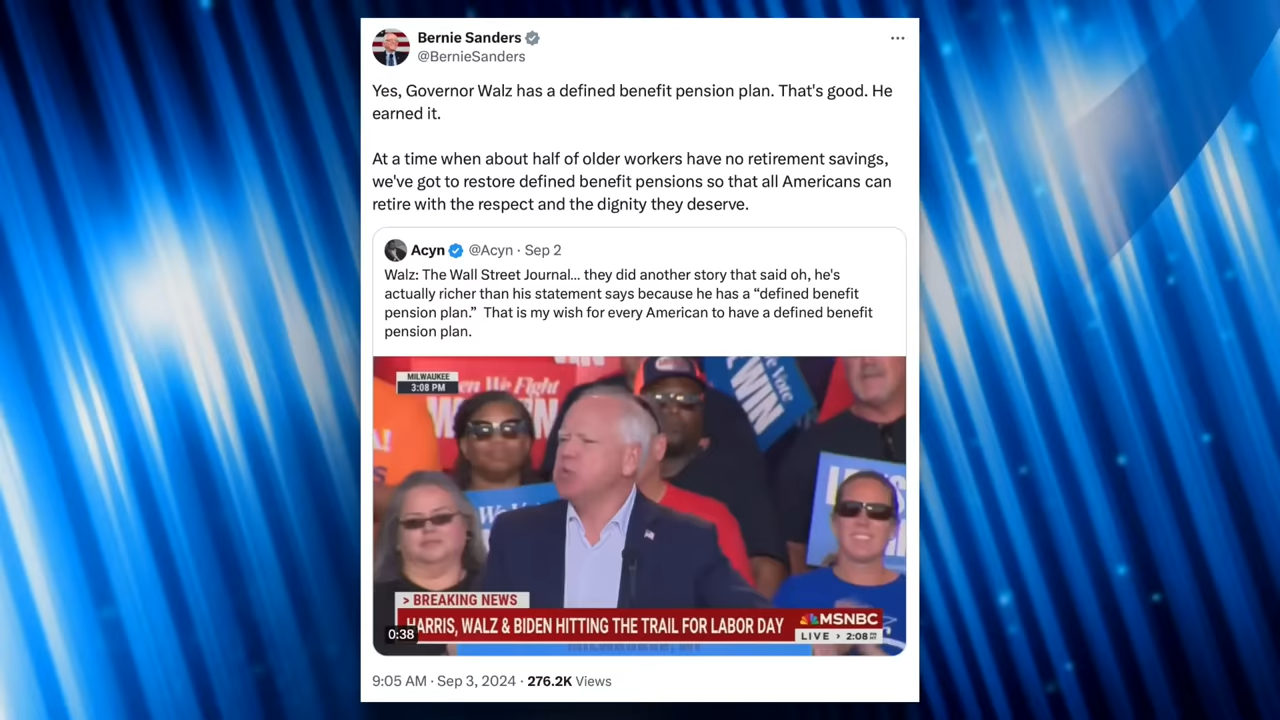 Bernie Sanders
@BernieSanders
Yes, Governor Walz has a defined benefit pension plan. That's good. He
earned it.
At a time when about half of older workers have no retirement savings,
we've got to restore defined benefit pensions so that all Americans can
retire with the respect and the dignity they deserve.
Acyn @Acyn · Sep 2
Walz: The Wall Street Journal... they did another story that said oh, he's
actually richer than his statement says because he has a “defined benefit
pension plan.” That is my wish for every American to have a defined benefit
pension plan.
MILWAUKEE
3:08 PM
We Fight
WIN
Vote
WIN
> BREAKING NEWS
HARRIS, WALZ & BIDEN HITTING THE TRAIL FOR LABOR DAY
MSNBC
LIVE > 2:08
0:38
9:05 AM · Sep 3, 2024 · 276.2K Views